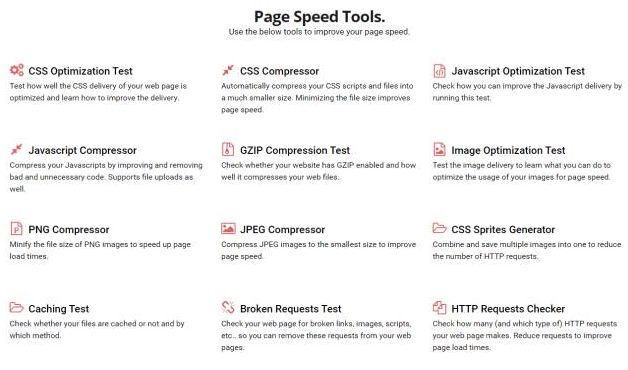 Page Speed Tools.
Use the below tools to improve your page speed.
CSS Optimization Test
Test how well the CSS delivery of your web page is
optimized and learn how to improve the delivery.
CSS Compressor
Automatically compress your CSS scripts and files into
a much smaller size. Minimizing the file size improves
page speed.
Javascript Optimization Test
Check how you can improve the Javascript delivery by
running this test.
Javascript Compressor
Compress your Javascripts by improving and removing
bad and unnecessary code. Supports file uploads as
well.
GZIP Compression Test
Check whether your website has GZIP enabled and how
well it compresses your web files.
Image Optimization Test
Test the image delivery to learn what you can do to
optimize the usage of your images for page speed.
PNG Compressor
Minify the file size of PNG images to speed up page
load times.
JPEG Compressor
Compress JPEG images to the smallest size to improve
page speed.
CSS Sprites Generator
Combine and save multiple images into one to reduce
the number of HTTP requests.
Caching Test
Check whether your files are cached or not and by
which method.
Broken Requests Test
Check your web page for broken links, images, scripts,
etc.. so you can remove these requests from your web
pages.
HTTP Requests Checker
Check how many (and which type of) HTTP requests
your web page makes. Reduce requests to improve
page load times.